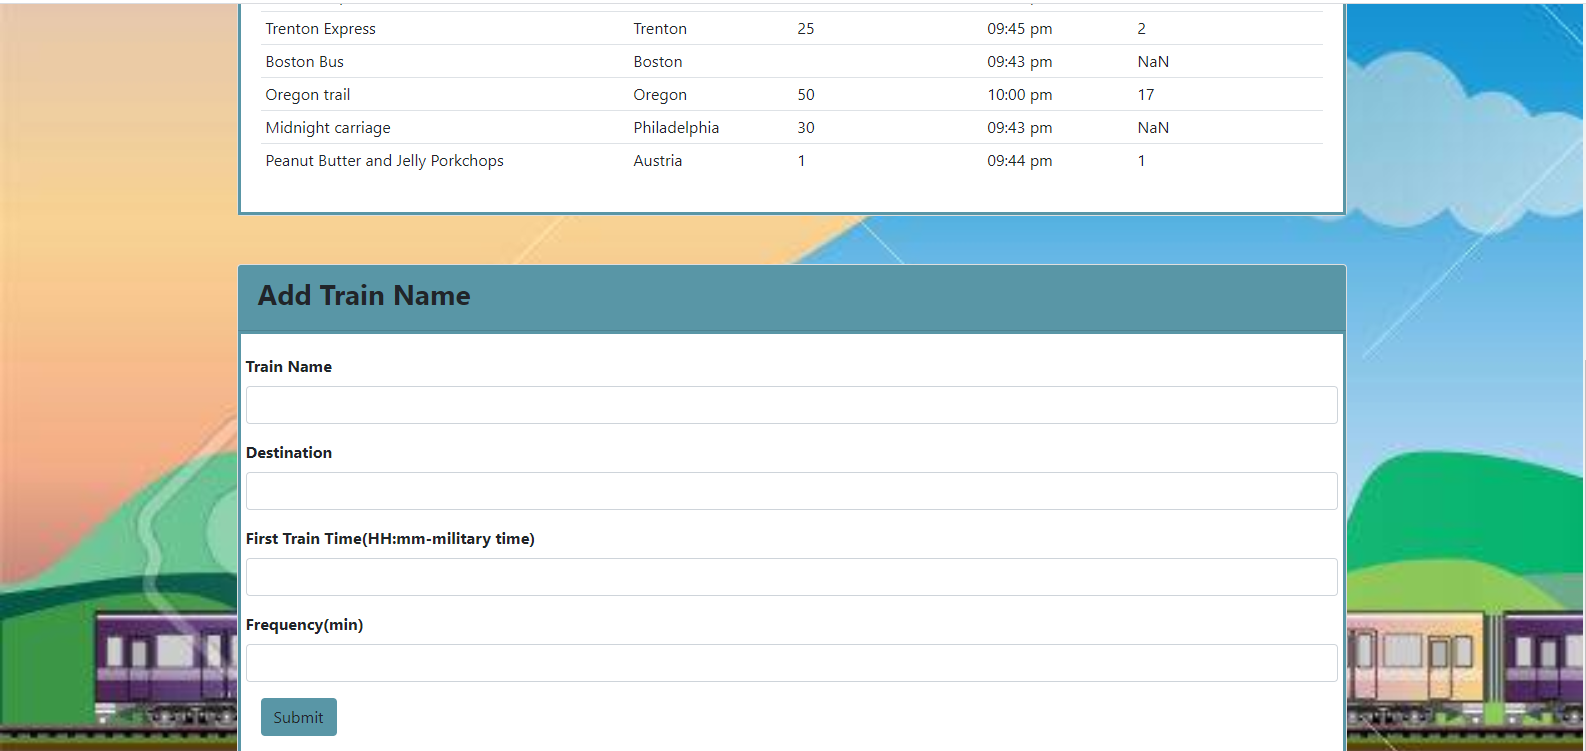 Trenton Express Trenton 25 09:45 pm 2
Boston Bus Boston 09:43 pm NaN
Oregon trail Oregon 50 10:00 pm 17
Midnight carriage Philadelphia 30 09:43 pm NaN
Peanut Butter and Jelly Porkchops Austria 1 09:44 pm 1
Add Train Name
Train Name
Destination
First Train Time(HH:mm-military time)
Frequency(min)
Submit